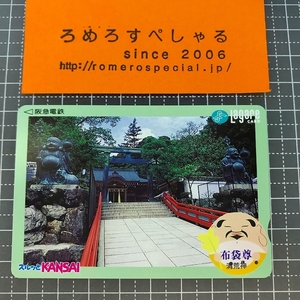 ろめろすぺしゃる
since 2006
http://romerospecial.jp/
阪急電鉄
Lagare
CARD
スルッとKANSAI
布袋尊
清荒神